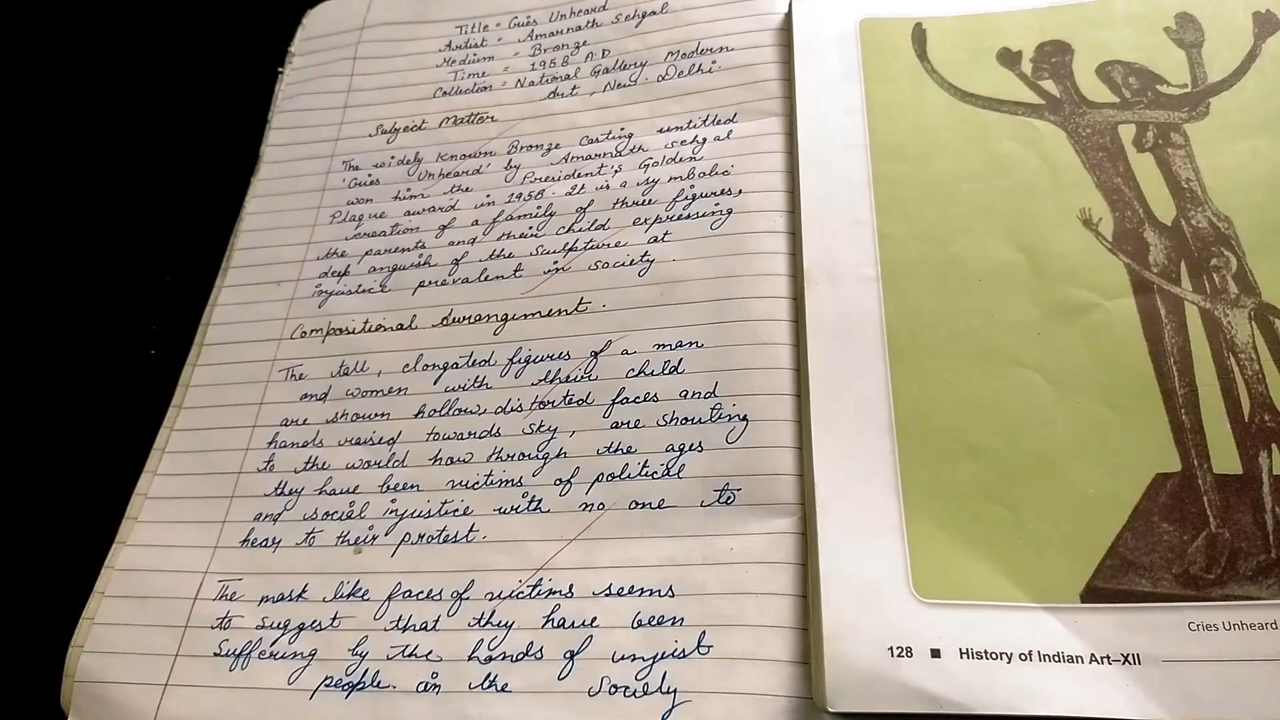 Title = Cries Unheard
Artist = Amarnath Sehgal
Medium = Bronze
Time = 1958 A.D
Collection = National Gallery Modern
Art, New Delhi.
Subject Matter
The widely Known Bronze Casting untitled
'Cries Unheard' by Amarnath Sehgal
won him the President's Golden
Plaque award in 1958. It is a symbolic
creation of a family of three figures,
the parents and their child expressing
deep anguish of the Sculpture at
injustice prevalent in society.
Compositional Arrangement.
The tall, elongated figures of a man
and women with their child
are shown hollow, distorted faces and
hands raised towards sky, are shouting
to the world how through the ages
they have been victims of political
and social injustice with no one to
hear to their protest.
The mask like faces of victims seems
to suggest that they have been
Suffering by the hands of unjust
people in the Society
Cries Unheard
128 ■ History of Indian Art–XII